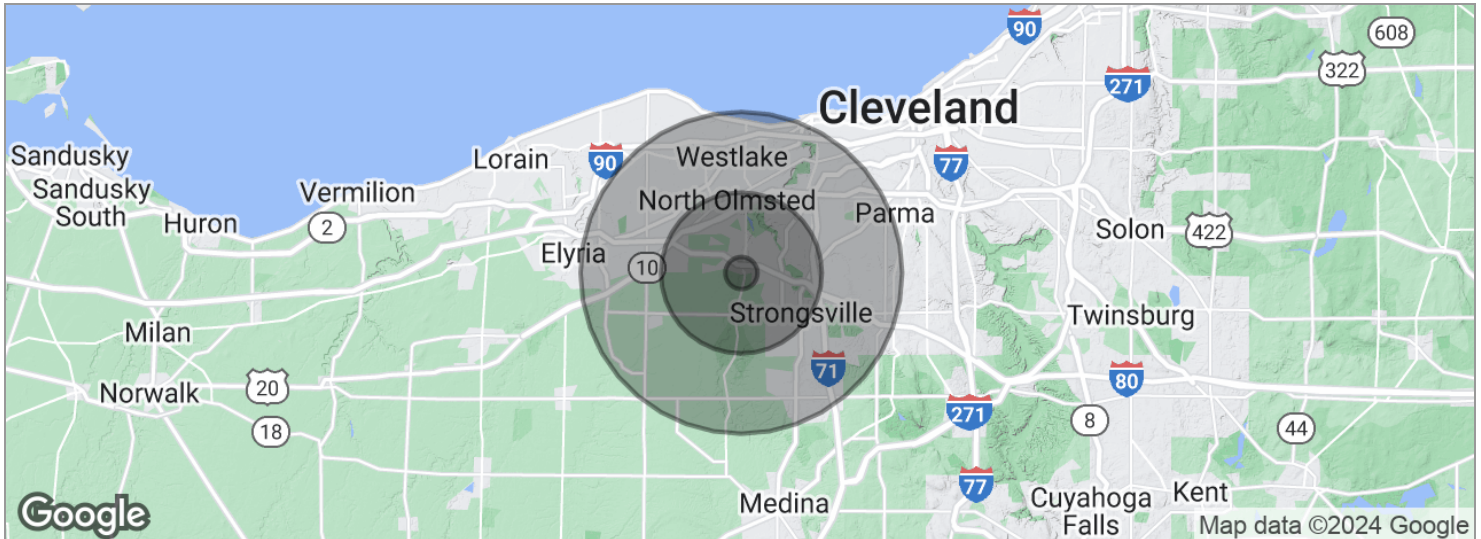 90
608
322
271
Cleveland
Sandusky
Lorain
90
Westlake
77
Sandusky
South
Vermilion
North Olmsted
Huron
2
Parma
Solon
422
Elyria
10
Strongsville
Twinsburg
Milan
71
80
Norwalk
20
271
18
8
44
77
Medina
Cuyahoga
Falls
Kent
Google
Map data ©2024 Google